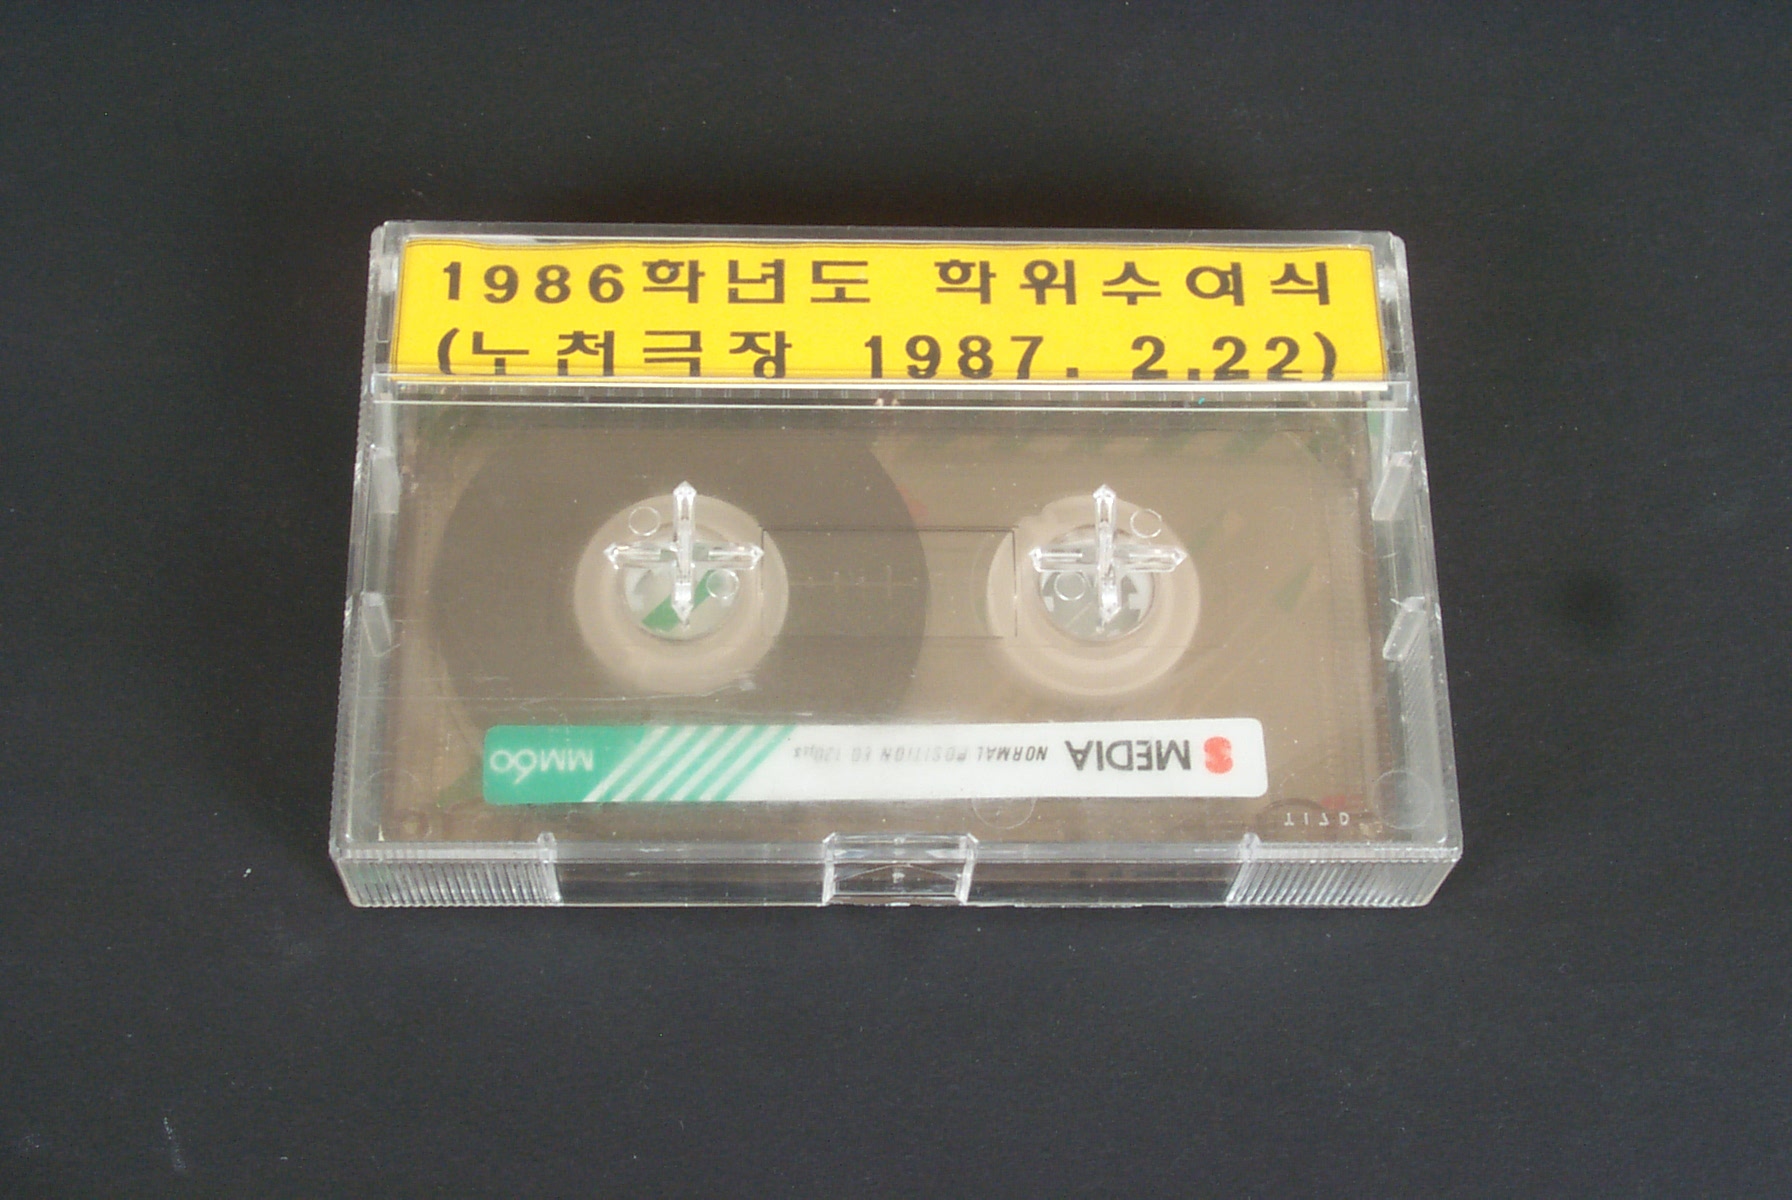 1986학년도 학위수여식
(노천극장 1987. 2.22)
SMEDIA NORMAL POSITION EQ 120µs MM60